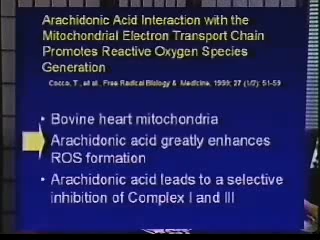 Arachidonic Acid Interaction with the
Mitochondrial Electron Transport Chain
Promotes Reactive Oxygen Species
Generation
Cocco, T., et al., Free Radical Biology & Medicine, 1999; 27 (1/2): 51-59
• Bovine heart mitochondria
Arachidonic acid greatly enhances
ROS formation
• Arachidonic acid leads to a selective
inhibition of Complex I and III